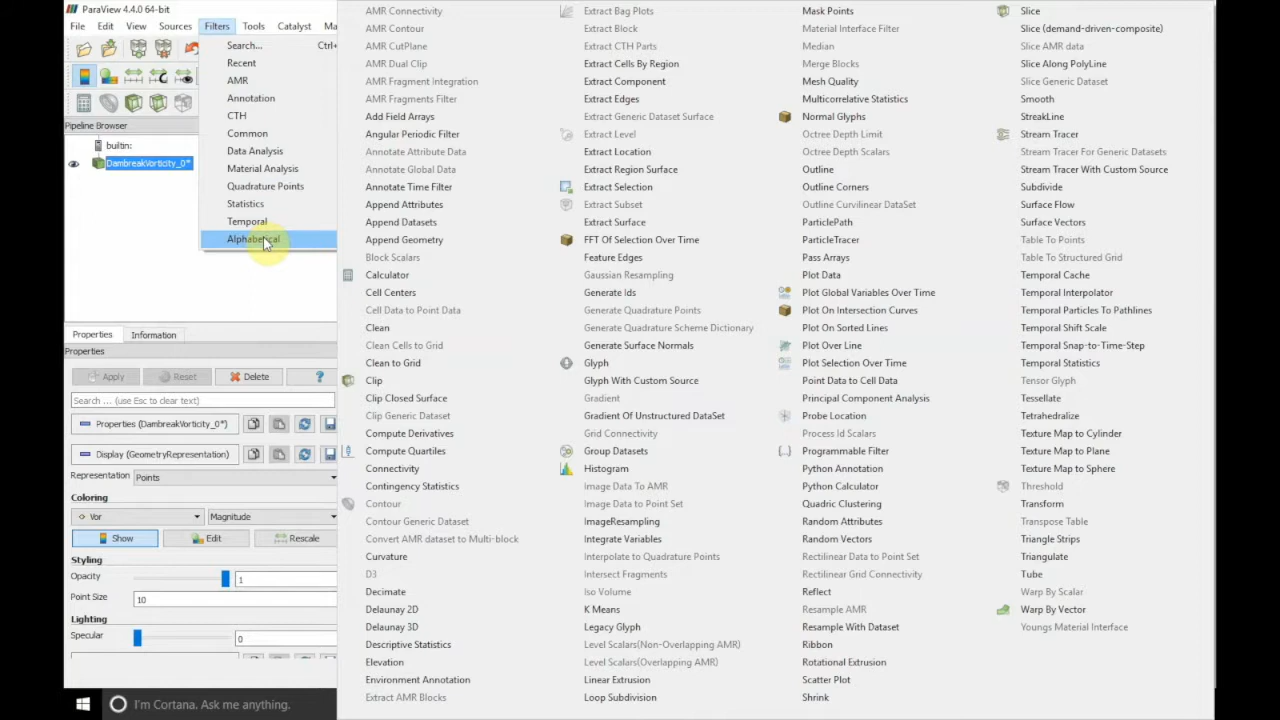 ParaView 4.4.0 64-bit
File Edit View Sources Filters Tools Catalyst Ma
Search... Ctrl+
Recent
AMR
Annotation
CTH
Common
Data Analysis
Material Analysis
Quadrature Points
Statistics
Temporal
Alphabetical
Pipeline Browser
builtin:
DambreakVorticity_0*
Properties Information
Properties
Apply Reset Delete ?
Search ... (use Esc to clear text)
Properties (DambreakVorticity_0*)
Display (GeometryRepresentation)
Representation Points
Coloring
Vor Magnitude
Show Edit Rescale
Styling
Opacity 1
Point Size 10
Lighting
Specular 0
I'm Cortana. Ask me anything.
AMR Connectivity
AMR Contour
AMR CutPlane
AMR Dual Clip
AMR Fragment Integration
AMR Fragments Filter
Add Field Arrays
Angular Periodic Filter
Annotate Attribute Data
Annotate Global Data
Annotate Time Filter
Append Attributes
Append Datasets
Append Geometry
Block Scalars
Calculator
Cell Centers
Cell Data to Point Data
Clean
Clean Cells to Grid
Clean to Grid
Clip
Clip Closed Surface
Clip Generic Dataset
Compute Derivatives
Compute Quartiles
Connectivity
Contingency Statistics
Contour
Contour Generic Dataset
Convert AMR dataset to Multi-block
Curvature
D3
Decimate
Delaunay 2D
Delaunay 3D
Descriptive Statistics
Elevation
Environment Annotation
Extract AMR Blocks
Extract Bag Plots
Extract Block
Extract CTH Parts
Extract Cells By Region
Extract Component
Extract Edges
Extract Generic Dataset Surface
Extract Level
Extract Location
Extract Region Surface
Extract Selection
Extract Subset
Extract Surface
FFT Of Selection Over Time
Feature Edges
Gaussian Resampling
Generate Ids
Generate Quadrature Points
Generate Quadrature Scheme Dictionary
Generate Surface Normals
Glyph
Glyph With Custom Source
Gradient
Gradient Of Unstructured DataSet
Grid Connectivity
Group Datasets
Histogram
Image Data To AMR
Image Data to Point Set
ImageResampling
Integrate Variables
Interpolate to Quadrature Points
Intersect Fragments
Iso Volume
K Means
Legacy Glyph
Level Scalars(Non-Overlapping AMR)
Level Scalars(Overlapping AMR)
Linear Extrusion
Loop Subdivision
Mask Points
Material Interface Filter
Median
Merge Blocks
Mesh Quality
Multicorrelative Statistics
Normal Glyphs
Octree Depth Limit
Octree Depth Scalars
Outline
Outline Corners
Outline Curvilinear DataSet
ParticlePath
ParticleTracer
Pass Arrays
Plot Data
Plot Global Variables Over Time
Plot On Intersection Curves
Plot On Sorted Lines
Plot Over Line
Plot Selection Over Time
Point Data to Cell Data
Principal Component Analysis
Probe Location
Process Id Scalars
Programmable Filter
Python Annotation
Python Calculator
Quadric Clustering
Random Attributes
Random Vectors
Rectilinear Data to Point Set
Rectilinear Grid Connectivity
Reflect
Resample AMR
Resample With Dataset
Ribbon
Rotational Extrusion
Scatter Plot
Shrink
Slice
Slice (demand-driven-composite)
Slice AMR data
Slice Along PolyLine
Slice Generic Dataset
Smooth
StreakLine
Stream Tracer
Stream Tracer For Generic Datasets
Stream Tracer With Custom Source
Subdivide
Surface Flow
Surface Vectors
Table To Points
Table To Structured Grid
Temporal Cache
Temporal Interpolator
Temporal Particles To Pathlines
Temporal Shift Scale
Temporal Snap-to-Time-Step
Temporal Statistics
Tensor Glyph
Tessellate
Tetrahedralize
Texture Map to Cylinder
Texture Map to Plane
Texture Map to Sphere
Threshold
Transform
Transpose Table
Triangle Strips
Triangulate
Tube
Warp By Scalar
Warp By Vector
Youngs Material Interface